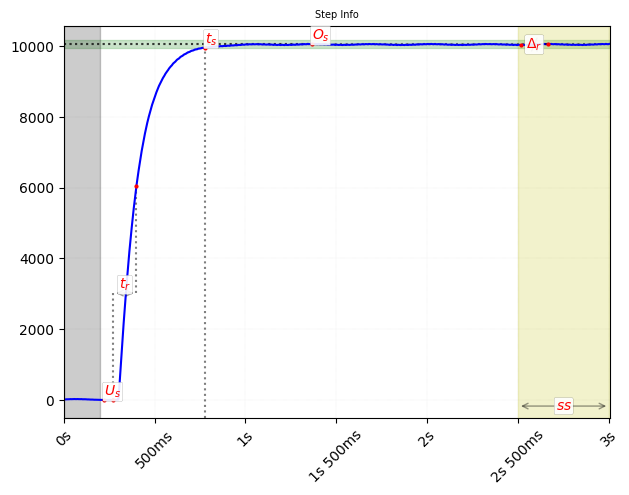 Step Info
10000
8000
6000
4000
2000
0
t_s
O_s
Δ_r
t_r
U_s
ss
0s
500ms
1s
1s 500ms
2s
2s 500ms
3s